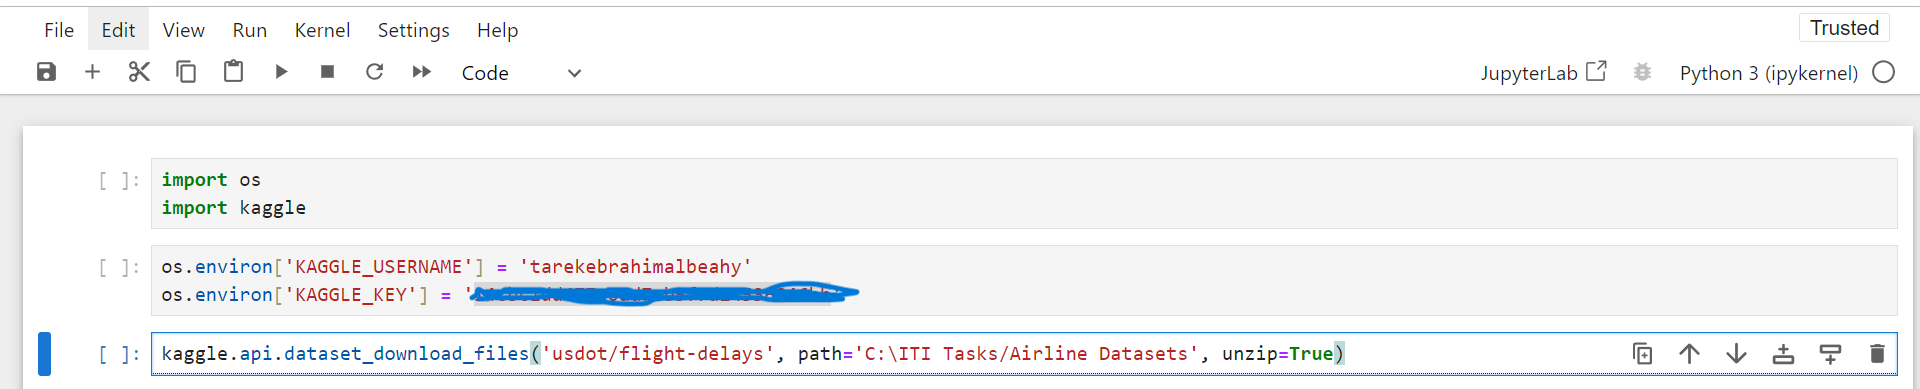 File Edit View Run Kernel Settings Help Trusted
Code JupyterLab Python 3 (ipykernel)
[ ]: import os
import kaggle
[ ]: os.environ['KAGGLE_USERNAME'] = 'tarekebrahimalbeahy'
os.environ['KAGGLE_KEY'] = '
[ ]: kaggle.api.dataset_download_files('usdot/flight-delays', path='C:\ITI Tasks/Airline Datasets', unzip=True)